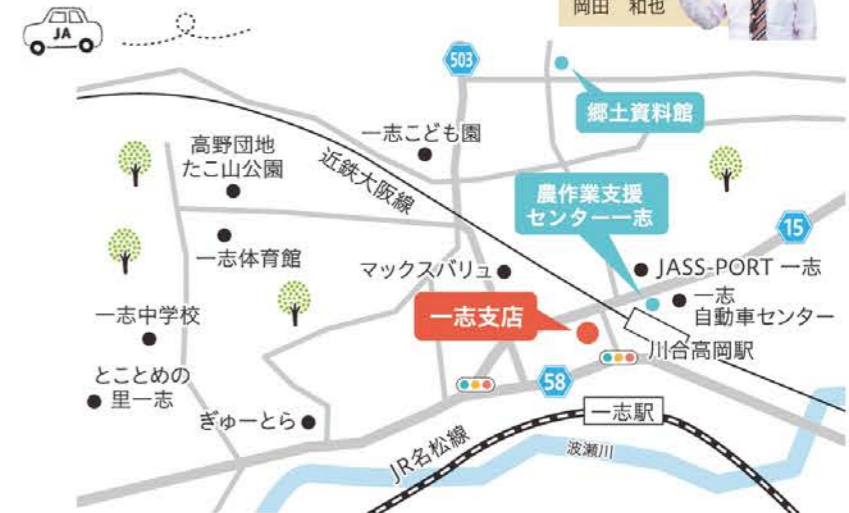 岡田 和也
JA
503
郷土資料館
一志こども園
高野団地
たこ山公園
近鉄大阪線
農作業支援
センター一志
15
一志体育館
マックスバリュ
JASS-PORT 一志
一志
自動車センター
一志支店
一志中学校
川合高岡駅
とことめの
里一志
58
ぎゅーとら
一志駅
JR名松線
波瀬川